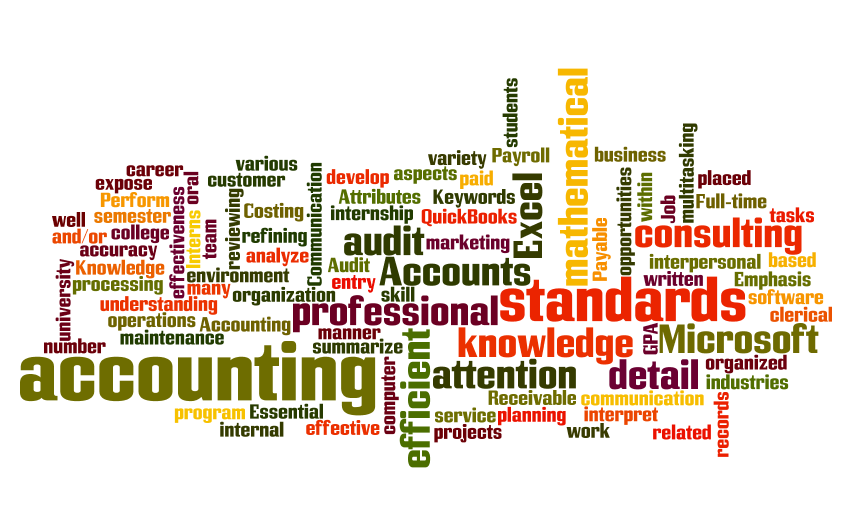 students
mathematical
multitasking
career
various
variety
Payroll
business
expose
customer
Communication
develop
aspects
paid
Excel
opportunities
within
placed
Perform
effectiveness
oral
reviewing
Costing
Attributes
Keywords
Job
Full-time
well
semester
Interns
team
internship
QuickBooks
Payable
tasks
and/or
college
refining
audit
marketing
consulting
accuracy
analyze
interpersonal
based
university
Knowledge
environment
Audit
Accounts
written
Emphasis
processing
many
organization
entry
skill
software
understanding
professional
standards
clerical
operations
Accounting
manner
knowledge
GPA
Microsoft
number
maintenance
summarize
efficient
accounting
computer
attention
detail
organized
industries
program
Essential
Receivable
communication
records
service
planning
interpret
internal
effective
projects
work
related